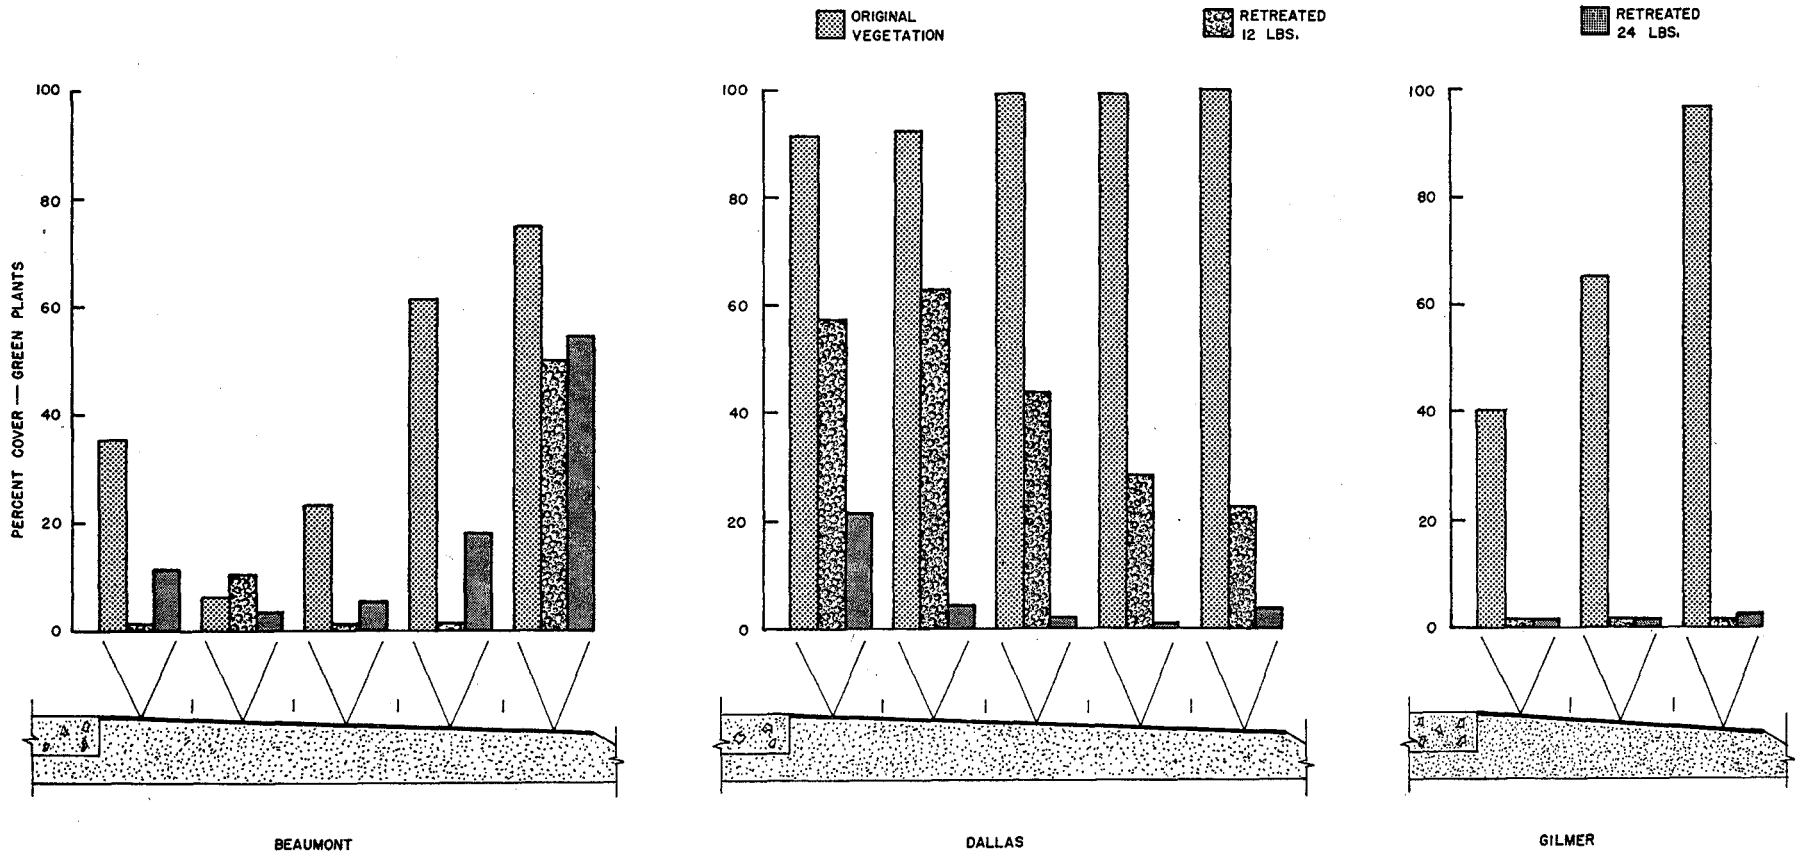 ORIGINAL
VEGETATION
RETREATED
12 LBS.
RETREATED
24 LBS.
PERCENT COVER — GREEN PLANTS
100
80
60
40
20
0
100
80
60
40
20
0
100
80
60
40
20
0
BEAUMONT
DALLAS
GILMER